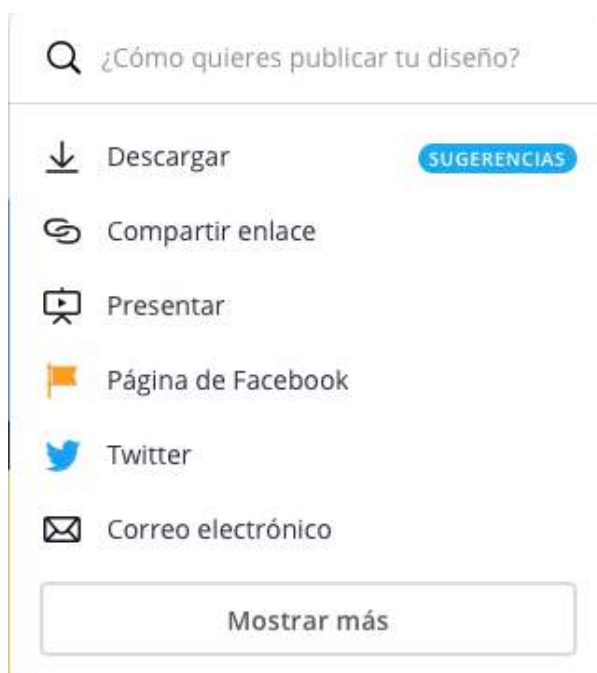 ¿Cómo quieres publicar tu diseño?
Descargar SUGERENCIAS
Compartir enlace
Presentar
Página de Facebook
Twitter
Correo electrónico
Mostrar más